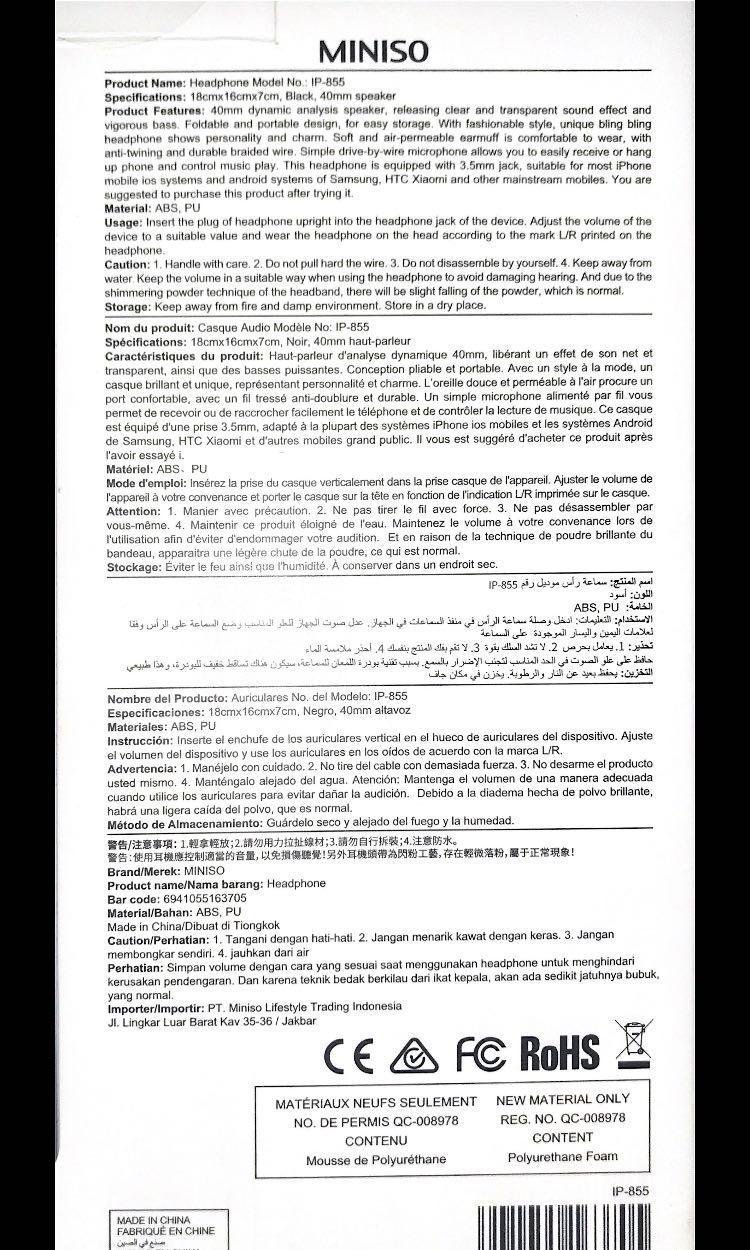 MINISO
Product Name: Headphone Model No.: IP-855
Specifications: 18cmx16cmx7cm, Black, 40mm speaker
Product Features: 40mm dynamic analysis speaker, releasing clear and transparent sound effect and
vigorous bass. Foldable and portable design, for easy storage. With fashionable style, unique bling bling
headphone shows personality and charm. Soft and air-permeable earmuff is comfortable to wear, with
anti-twining and durable braided wire. Simple drive-by-wire microphone allows you to easily receive or hang
up phone and control music play. This headphone is equipped with 3.5mm jack, suitable for most iPhone
mobile ios systems and android systems of Samsung, HTC Xiaomi and other mainstream mobiles. You are
suggested to purchase this product after trying it.
Material: ABS, PU
Usage: Insert the plug of headphone upright into the headphone jack of the device. Adjust the volume of the
device to a suitable value and wear the headphone on the head according to the mark L/R printed on the
headphone.
Caution: 1. Handle with care. 2. Do not pull hard the wire. 3. Do not disassemble by yourself. 4. Keep away from
water. Keep the volume in a suitable way when using the headphone to avoid damaging hearing. And due to the
shimmering powder technique of the headband, there will be slight falling of the powder, which is normal.
Storage: Keep away from fire and damp environment. Store in a dry place.
Nom du produit: Casque Audio Modèle No: IP-855
Spécifications: 18cmx16cmx7cm, Noir, 40mm haut-parleur
Caractéristiques du produit: Haut-parleur d'analyse dynamique 40mm, libérant un effet de son net et
transparent, ainsi que des basses puissantes. Conception pliable et portable. Avec un style à la mode, un
casque brillant et unique, représentant personnalité et charme. L'oreille douce et perméable à l'air procure un
port confortable, avec un fil tressé anti-doublure et durable. Un simple microphone alimenté par fil vous
permet de recevoir ou de raccrocher facilement le téléphone et de contrôler la lecture de musique. Ce casque
est équipé d'une prise 3.5mm, adapté à la plupart des systèmes iPhone ios mobiles et les systèmes Android
de Samsung, HTC Xiaomi et d'autres mobiles grand public. Il vous est suggéré d'acheter ce produit après
l'avoir essayé i.
Matériel: ABS、PU
Mode d'emploi: Insérez la prise du casque verticalement dans la prise casque de l'appareil. Ajuster le volume de
l'appareil à votre convenance et porter le casque sur la tête en fonction de l'indication L/R imprimée sur le casque.
Attention: 1. Manier avec précaution. 2. Ne pas tirer le fil avec force. 3. Ne pas désassembler par
vous-même. 4. Maintenir ce produit éloigné de l'eau. Maintenez le volume à votre convenance lors de
l'utilisation afin d'éviter d'endommager votre audition. Et en raison de la technique de poudre brillante du
bandeau, apparaitra une légère chute de la poudre, ce qui est normal.
Stockage: Éviter le feu ainsi que l'humidité. À conserver dans un endroit sec.
اسم المنتج: سماعة رأس موديل رقم IP-855
اللون: أسود
الخامة: ABS, PU
الاستخدام: التعليمات: ادخل وصلة سماعة الرأس في منفذ السماعات في الجهاز. عدل صوت الجهاز للعلو المناسب وضع السماعة على الرأس وفقا
لعلامات اليمين واليسار الموجودة على السماعة
تحذير: 1. يعامل بحرص 2. لا تشد السلك بقوة 3. لا تقم بفك المنتج بنفسك 4. أحذر ملامسة الماء
حافظ على علو الصوت في الحد المناسب لتجنب الإضرار بالسمع. بسبب تقنية بودرة اللمعان للسماعة، سيكون هناك تساقط خفيف للبودرة، وهذا طبيعي
التخزين: يحفظ بعيد عن النار والرطوبة. يخزن في مكان جاف
Nombre del Producto: Auriculares No. del Modelo: IP-855
Especificaciones: 18cmx16cmx7cm, Negro, 40mm altavoz
Materiales: ABS, PU
Instrucción: Inserte el enchufe de los auriculares vertical en el hueco de auriculares del dispositivo. Ajuste
el volumen del dispositivo y use los auriculares en los oídos de acuerdo con la marca L/R.
Advertencia: 1. Manéjelo con cuidado. 2. No tire del cable con demasiada fuerza. 3. No desarme el producto
usted mismo. 4. Manténgalo alejado del agua. Atención: Mantenga el volumen de una manera adecuada
cuando utilice los auriculares para evitar dañar la audición. Debido a la diadema hecha de polvo brillante,
habrá una ligera caída del polvo, que es normal.
Método de Almacenamiento: Guárdelo seco y alejado del fuego y la humedad.
警告/注意事項: 1.輕拿輕放;2.請勿用力拉扯線材;3.請勿自行拆裝;4.注意防水。
警告:使用耳機應控制適當的音量,以免損傷聽覺!另外耳機頭帶為閃粉工藝,存在輕微落粉,屬于正常現象!
Brand/Merek: MINISO
Product name/Nama barang: Headphone
Bar code: 6941055163705
Material/Bahan: ABS, PU
Made in China/Dibuat di Tiongkok
Caution/Perhatian: 1. Tangani dengan hati-hati. 2. Jangan menarik kawat dengan keras. 3. Jangan
membongkar sendiri. 4. jauhkan dari air
Perhatian: Simpan volume dengan cara yang sesuai saat menggunakan headphone untuk menghindari
kerusakan pendengaran. Dan karena teknik bedak berkilau dari ikat kepala, akan ada sedikit jatuhnya bubuk,
yang normal.
Importer/Importir: PT. Miniso Lifestyle Trading Indonesia
Jl. Lingkar Luar Barat Kav 35-36 / Jakbar
CE FC RoHS
MATÉRIAUX NEUFS SEULEMENT
NO. DE PERMIS QC-008978
CONTENU
Mousse de Polyuréthane
NEW MATERIAL ONLY
REG. NO. QC-008978
CONTENT
Polyurethane Foam
IP-855
MADE IN CHINA
FABRIQUÉ EN CHINE
صنع في الصين